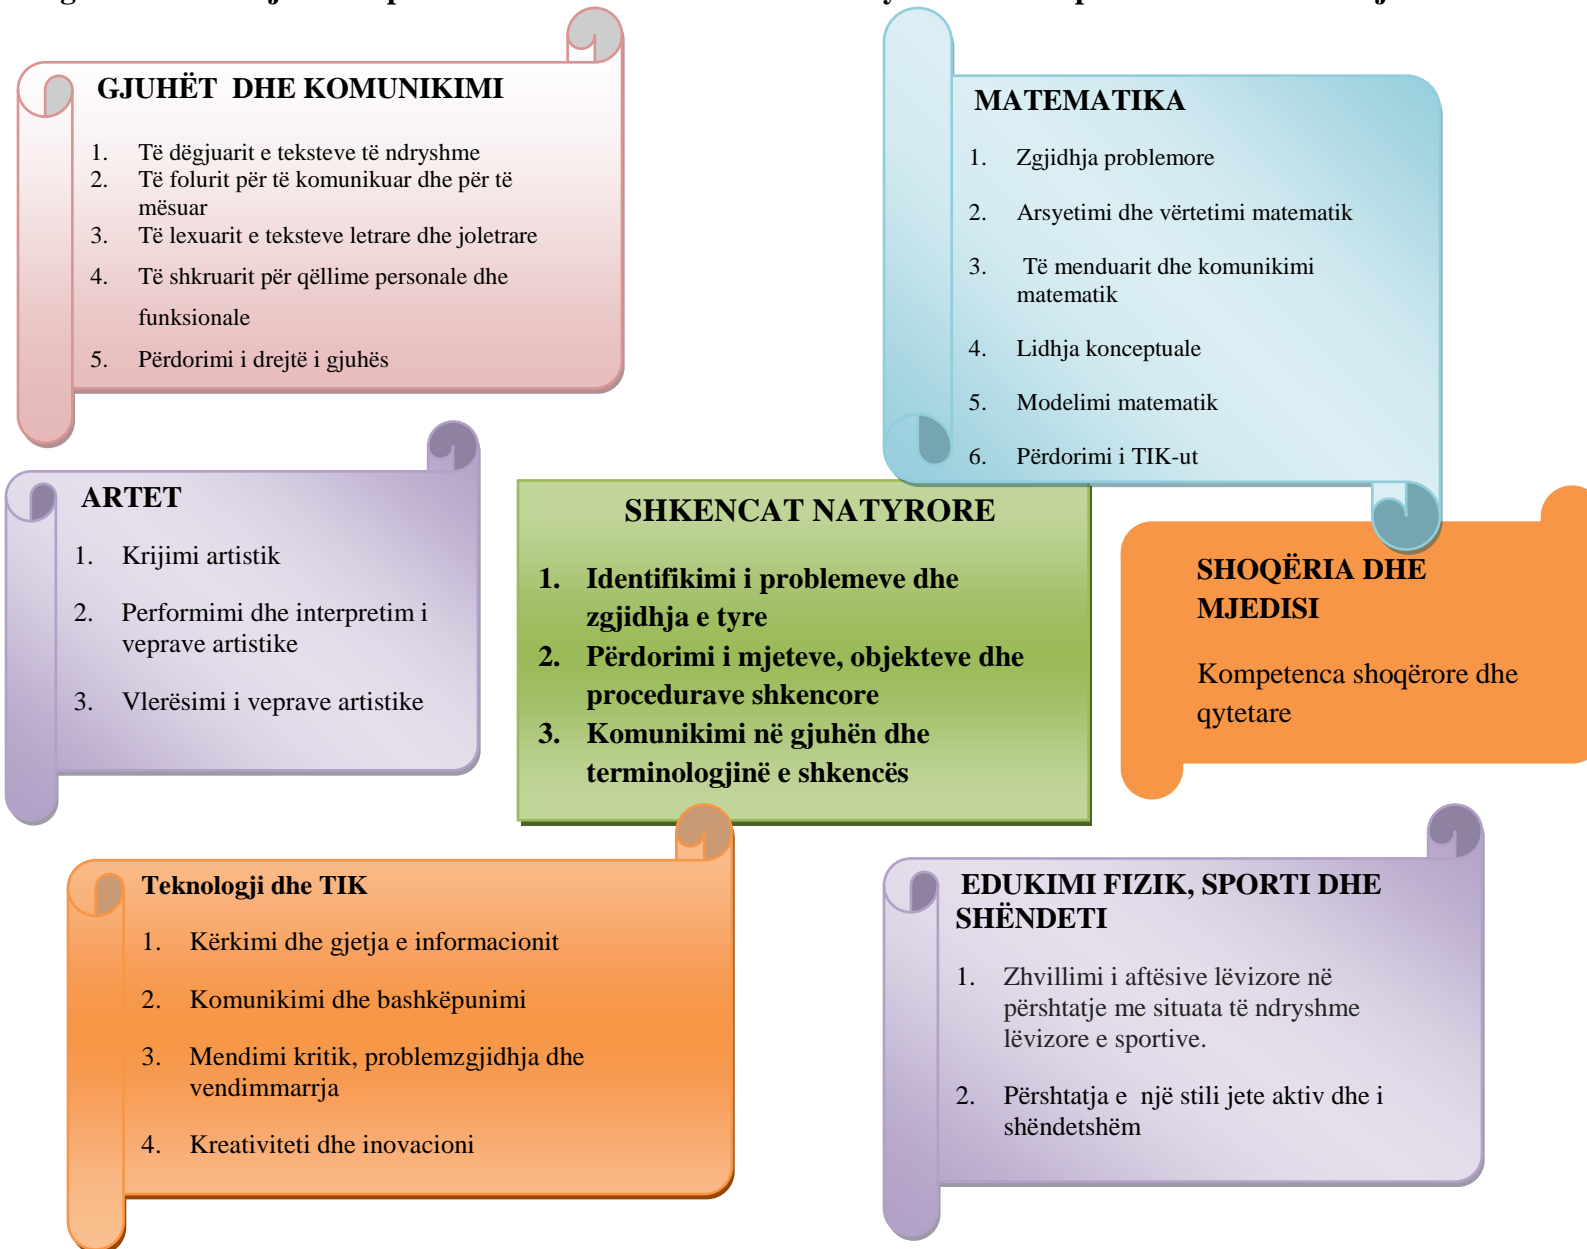 GJUHËT DHE KOMUNIKIMI
1. Të dëgjuarit e teksteve të ndryshme
2. Të folurit për të komunikuar dhe për të
mësuar
3. Të lexuarit e teksteve letrare dhe joletrare
4. Të shkruarit për qëllime personale dhe
funksionale
5. Përdorimi i drejtë i gjuhës
MATEMATIKA
1. Zgjidhja problemore
2. Arsyetimi dhe vërtetimi matematik
3. Të menduarit dhe komunikimi
matematik
4. Lidhja konceptuale
5. Modelimi matematik
6. Përdorimi i TIK-ut
ARTET
1. Krijimi artistik
2. Performimi dhe interpretim i
veprave artistike
3. Vlerësimi i veprave artistike
SHKENCAT NATYRORE
1. Identifikimi i problemeve dhe
zgjidhja e tyre
2. Përdorimi i mjeteve, objekteve dhe
procedurave shkencore
3. Komunikimi në gjuhën dhe
terminologjinë e shkencës
SHOQËRIA DHE
MJEDISI
Kompetenca shoqërore dhe
qytetare
Teknologji dhe TIK
1. Kërkimi dhe gjetja e informacionit
2. Komunikimi dhe bashkëpunimi
3. Mendimi kritik, problemzgjidhja dhe
vendimmarrja
4. Kreativiteti dhe inovacioni
EDUKIMI FIZIK, SPORTI DHE
SHËNDETI
1. Zhvillimi i aftësive lëvizore në
përshtatje me situata të ndryshme
lëvizore e sportive.
2. Përshtatja e një stili jete aktiv dhe i
shëndetshëm